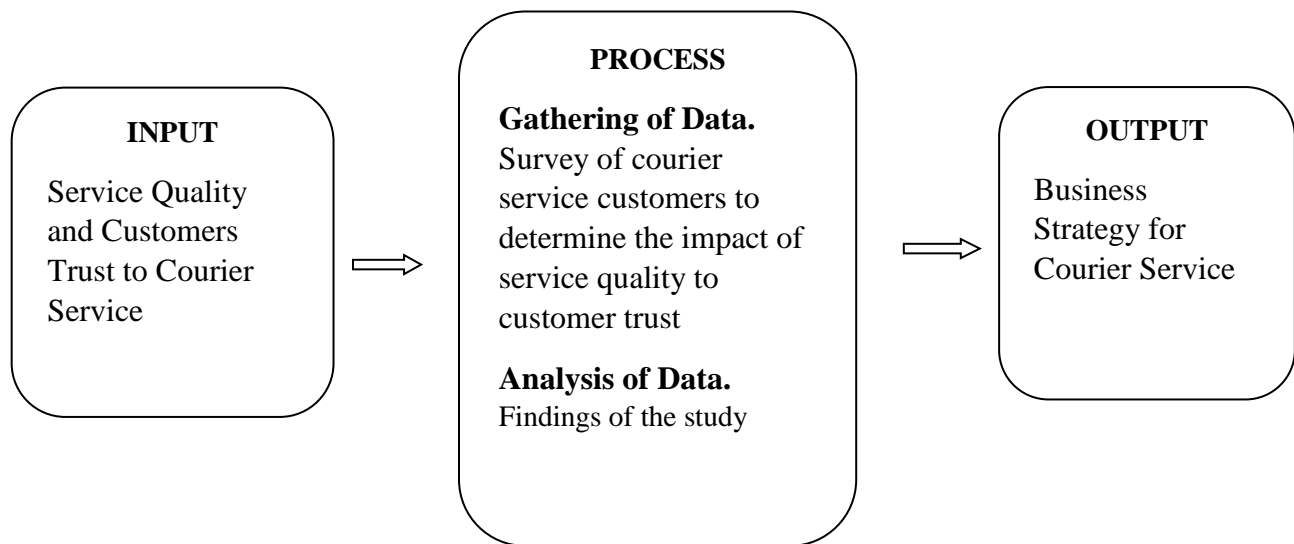 INPUT
Service Quality
and Customers
Trust to Courier
Service
PROCESS
Gathering of Data.
Survey of courier
service customers to
determine the impact of
service quality to
customer trust
Analysis of Data.
Findings of the study
OUTPUT
Business
Strategy for
Courier Service